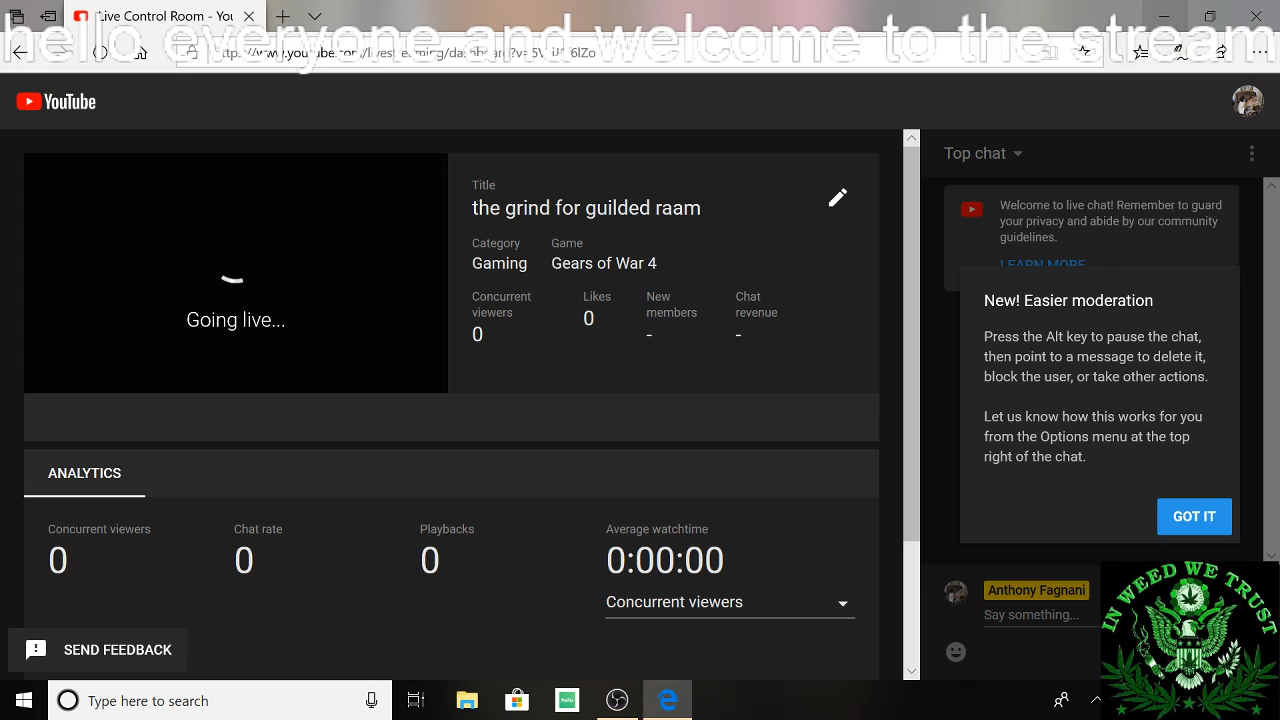 Live Control Room - You
hello everyone and welcome to the stream
YouTube
Going live...
Title
the grind for guilded raam
Category
Game
Gaming
Gears of War 4
Concurrent
viewers
Likes
New
members
Chat
revenue
0
0
-
-
ANALYTICS
Concurrent viewers
Chat rate
Playbacks
Average watchtime
0
0
0
0:00:00
Concurrent viewers
SEND FEEDBACK
Top chat
Welcome to live chat! Remember to guard
your privacy and abide by our community
guidelines.
LEARN MORE
New! Easier moderation
Press the Alt key to pause the chat,
then point to a message to delete it,
block the user, or take other actions.
Let us know how this works for you
from the Options menu at the top
right of the chat.
GOT IT
Anthony Fagnani
Say something...
IN WEED WE TRUST
Type here to search
hulu